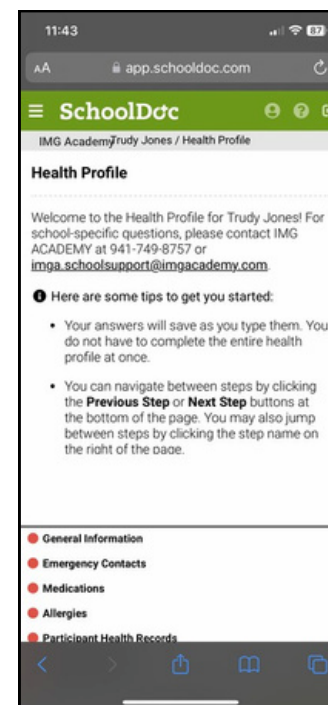 11:43
87
AA
app.schooldoc.com
SchoolDoc
IMG Academy Trudy Jones / Health Profile
Health Profile
Welcome to the Health Profile for Trudy Jones! For
school-specific questions, please contact IMG
ACADEMY at 941-749-8757 or
imga.schoolsupport@imgacademy.com.
Here are some tips to get you started:
• Your answers will save as you type them. You
do not have to complete the entire health
profile at once.
• You can navigate between steps by clicking
the Previous Step or Next Step buttons at
the bottom of the page. You may also jump
between steps by clicking the step name on
the right of the page.
General Information
Emergency Contacts
Medications
Allergies
Participant Health Records